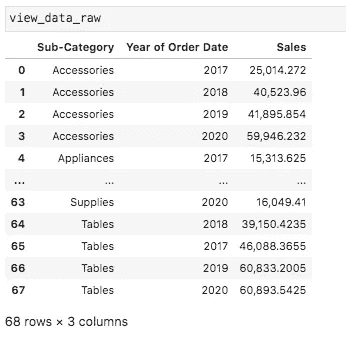 view_data_raw
Sub-Category Year of Order Date Sales
0 Accessories 2017 25,014.272
1 Accessories 2018 40,523.96
2 Accessories 2019 41,895.854
3 Accessories 2020 59,946.232
4 Appliances 2017 15,313.625
... ... ... ...
63 Supplies 2020 16,049.41
64 Tables 2018 39,150.4235
65 Tables 2017 46,088.3655
66 Tables 2019 60,833.2005
67 Tables 2020 60,893.5425
68 rows × 3 columns